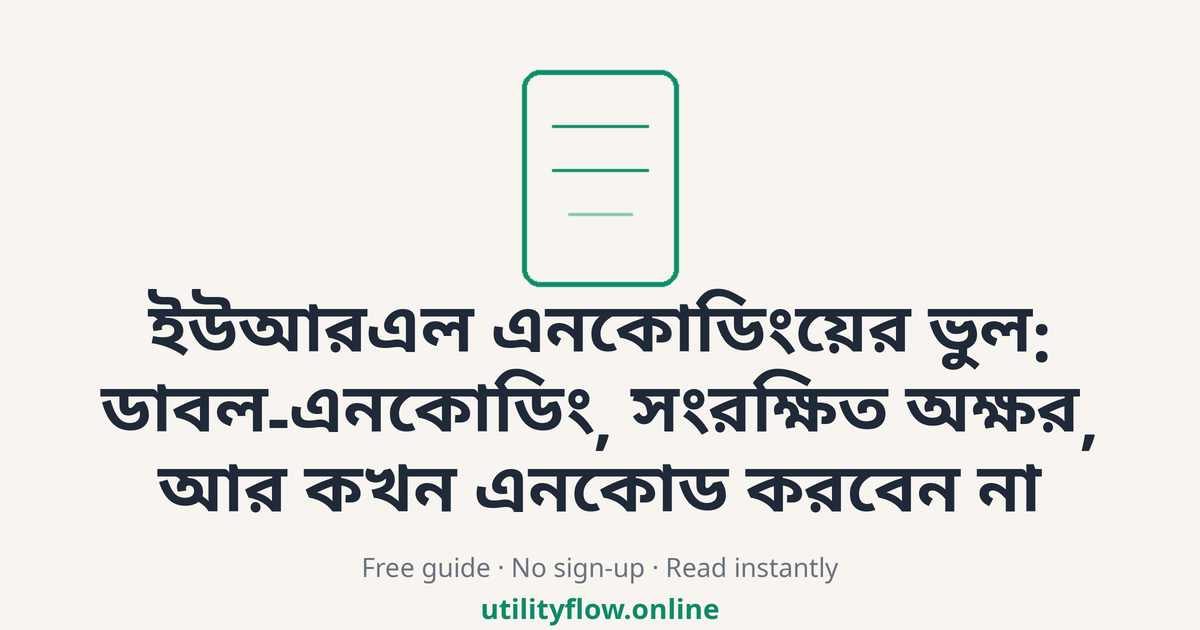 ইউআরএল এনকোডিংয়ের ভুল:
ডাবল-এনকোডিং, সংরক্ষিত অক্ষর,
আর কখন এনকোড করবেন না
Free guide · No sign-up · Read instantly
utilityflow.online